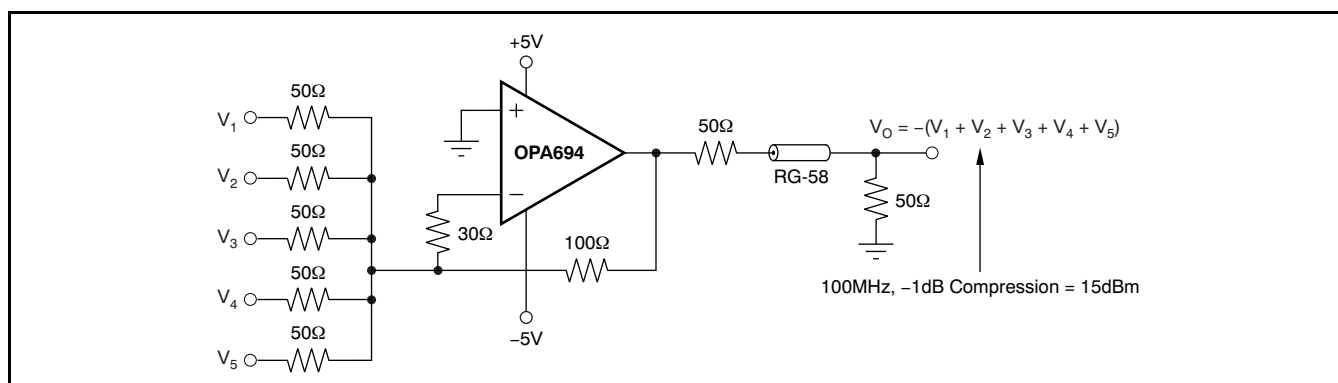 +5V
50Ω
V1
50Ω
V2
50Ω
V3
50Ω
V4
50Ω
V5
+
OPA694
−
30Ω
100Ω
−5V
50Ω
RG-58
VO = −(V1 + V2 + V3 + V4 + V5)
50Ω
100MHz, −1dB Compression = 15dBm